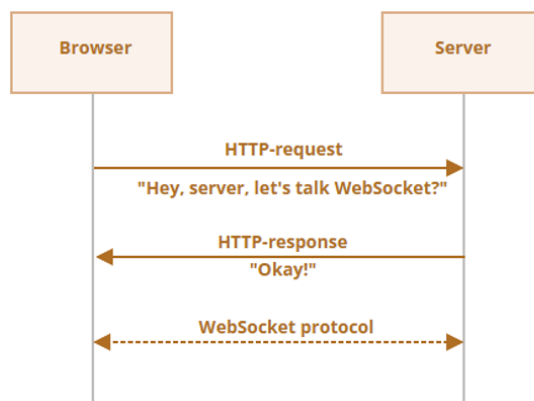 Browser
Server
HTTP-request
"Hey, server, let's talk WebSocket?"
HTTP-response
"Okay!"
WebSocket protocol